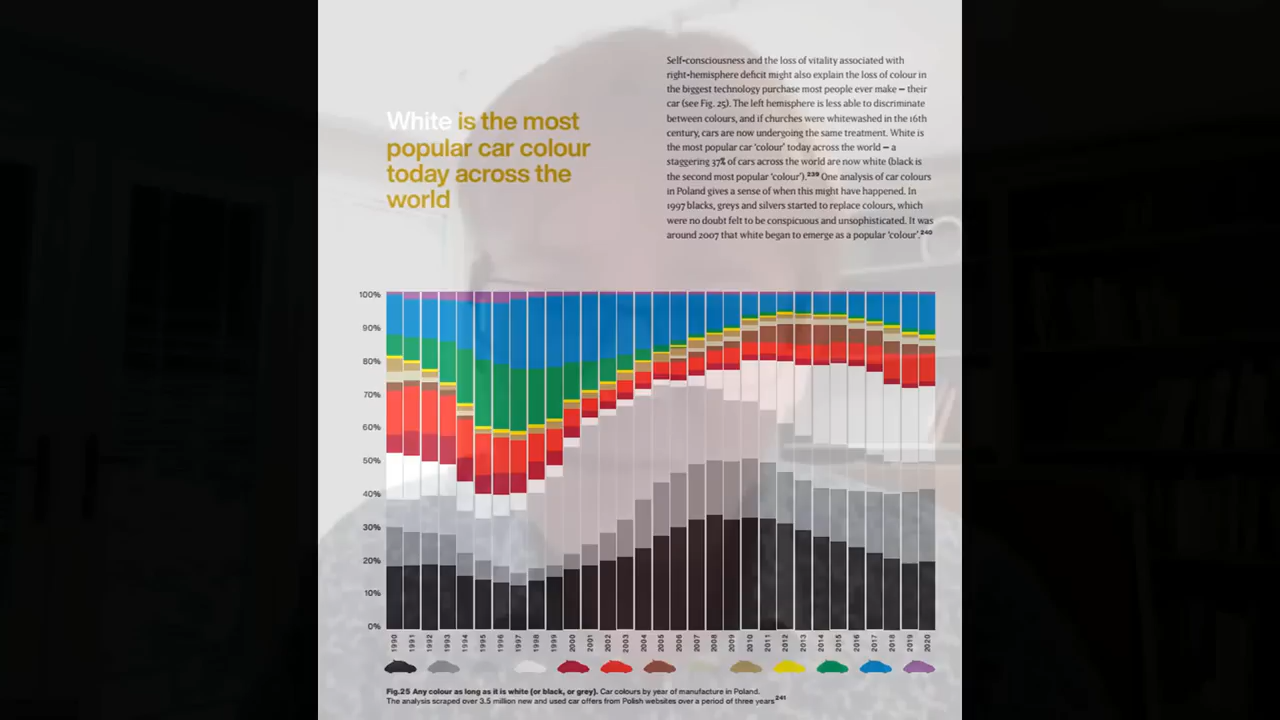 White is the most
popular car colour
today across the
world
Self-consciousness and the loss of vitality associated with
right-hemisphere deficit might also explain the loss of colour in
the biggest technology purchase most people ever make – their
car (see Fig. 25). The left hemisphere is less able to discriminate
between colours, and if churches were whitewashed in the 16th
century, cars are now undergoing the same treatment. White is
the most popular car ‘colour’ today across the world – a
staggering 37% of cars across the world are now white (black is
the second most popular ‘colour’).239 One analysis of car colours
in Poland gives a sense of when this might have happened. In
1997 blacks, greys and silvers started to replace colours, which
were no doubt felt to be conspicuous and unsophisticated. It was
around 2007 that white began to emerge as a popular ‘colour’.240
100%
90%
80%
70%
60%
50%
40%
30%
20%
10%
0%
1990 1991 1992 1993 1994 1995 1996 1997 1998 1999 2000 2001 2002 2003 2004 2005 2006 2007 2008 2009 2010 2011 2012 2013 2014 2015 2016 2017 2018 2019 2020
Fig.25 Any colour as long as it is white (or black, or grey). Car colours by year of manufacture in Poland.
The analysis scraped over 3.5 million new and used car offers from Polish websites over a period of three years241